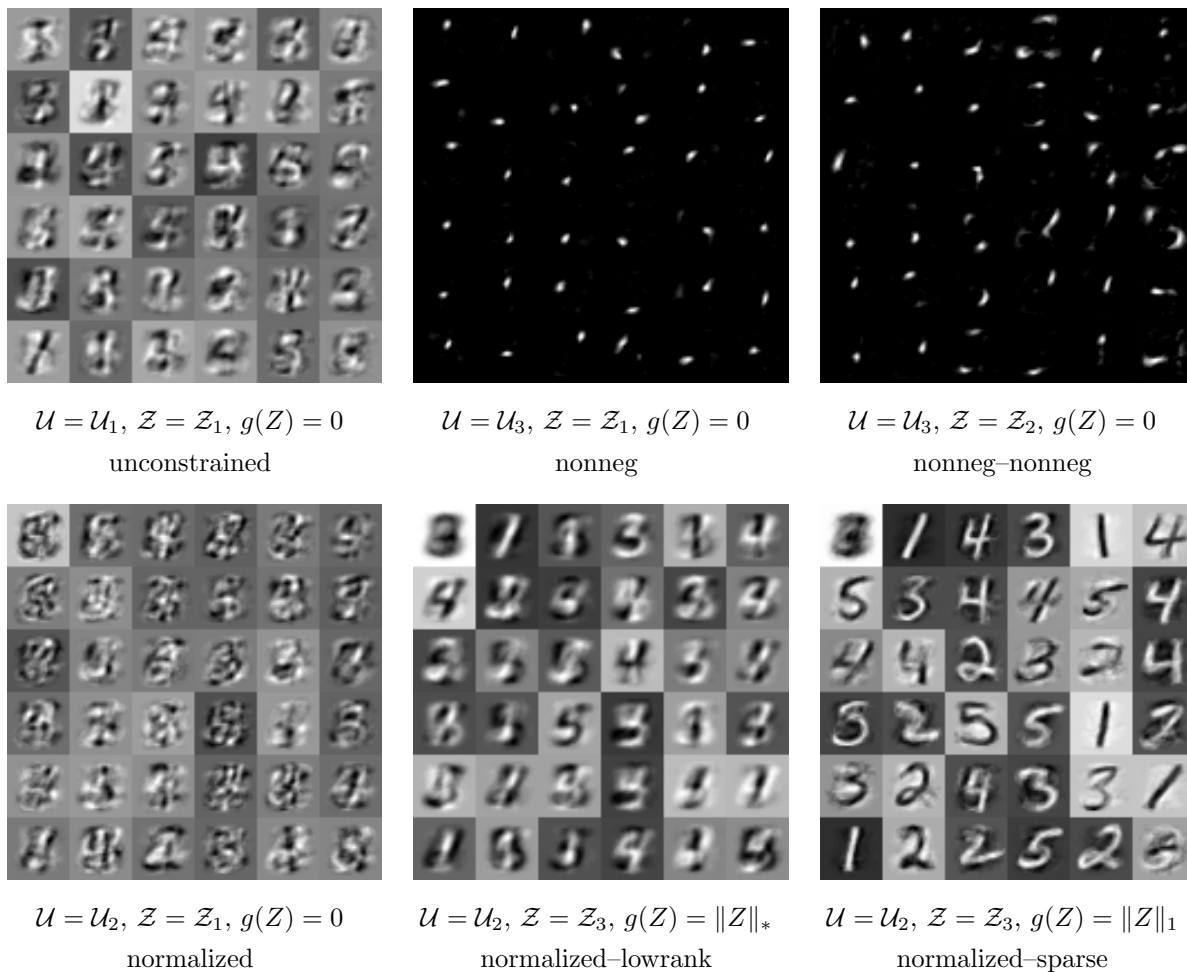 𝒰 = 𝒰₁, 𝒵 = 𝒵₁, g(Z) = 0
unconstrained
𝒰 = 𝒰₃, 𝒵 = 𝒵₁, g(Z) = 0
nonneg
𝒰 = 𝒰₃, 𝒵 = 𝒵₂, g(Z) = 0
nonneg–nonneg
𝒰 = 𝒰₂, 𝒵 = 𝒵₁, g(Z) = 0
normalized
𝒰 = 𝒰₂, 𝒵 = 𝒵₃, g(Z) = ‖Z‖∗
normalized–lowrank
𝒰 = 𝒰₂, 𝒵 = 𝒵₃, g(Z) = ‖Z‖₁
normalized–sparse